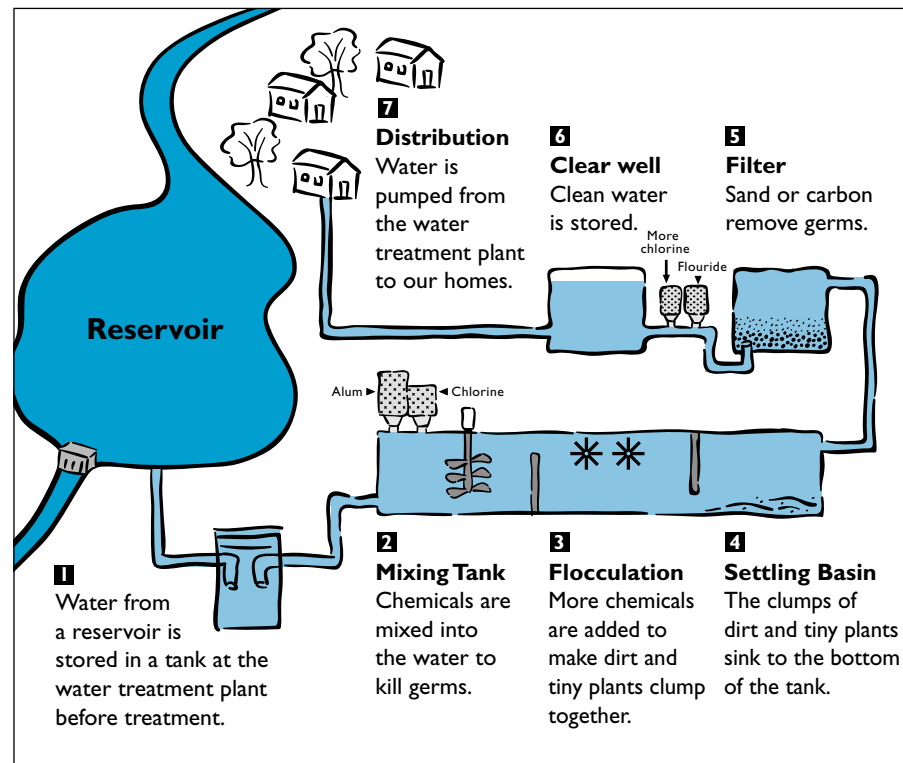 Reservoir
1
Water from
a reservoir is
stored in a tank at the
water treatment plant
before treatment.
Alum
Chlorine
2
Mixing Tank
Chemicals are
mixed into
the water to
kill germs.
3
Flocculation
More chemicals
are added to
make dirt and
tiny plants clump
together.
4
Settling Basin
The clumps of
dirt and tiny plants
sink to the bottom
of the tank.
5
Filter
Sand or carbon
remove germs.
More
chlorine
Flouride
6
Clear well
Clean water
is stored.
7
Distribution
Water is
pumped from
the water
treatment plant
to our homes.